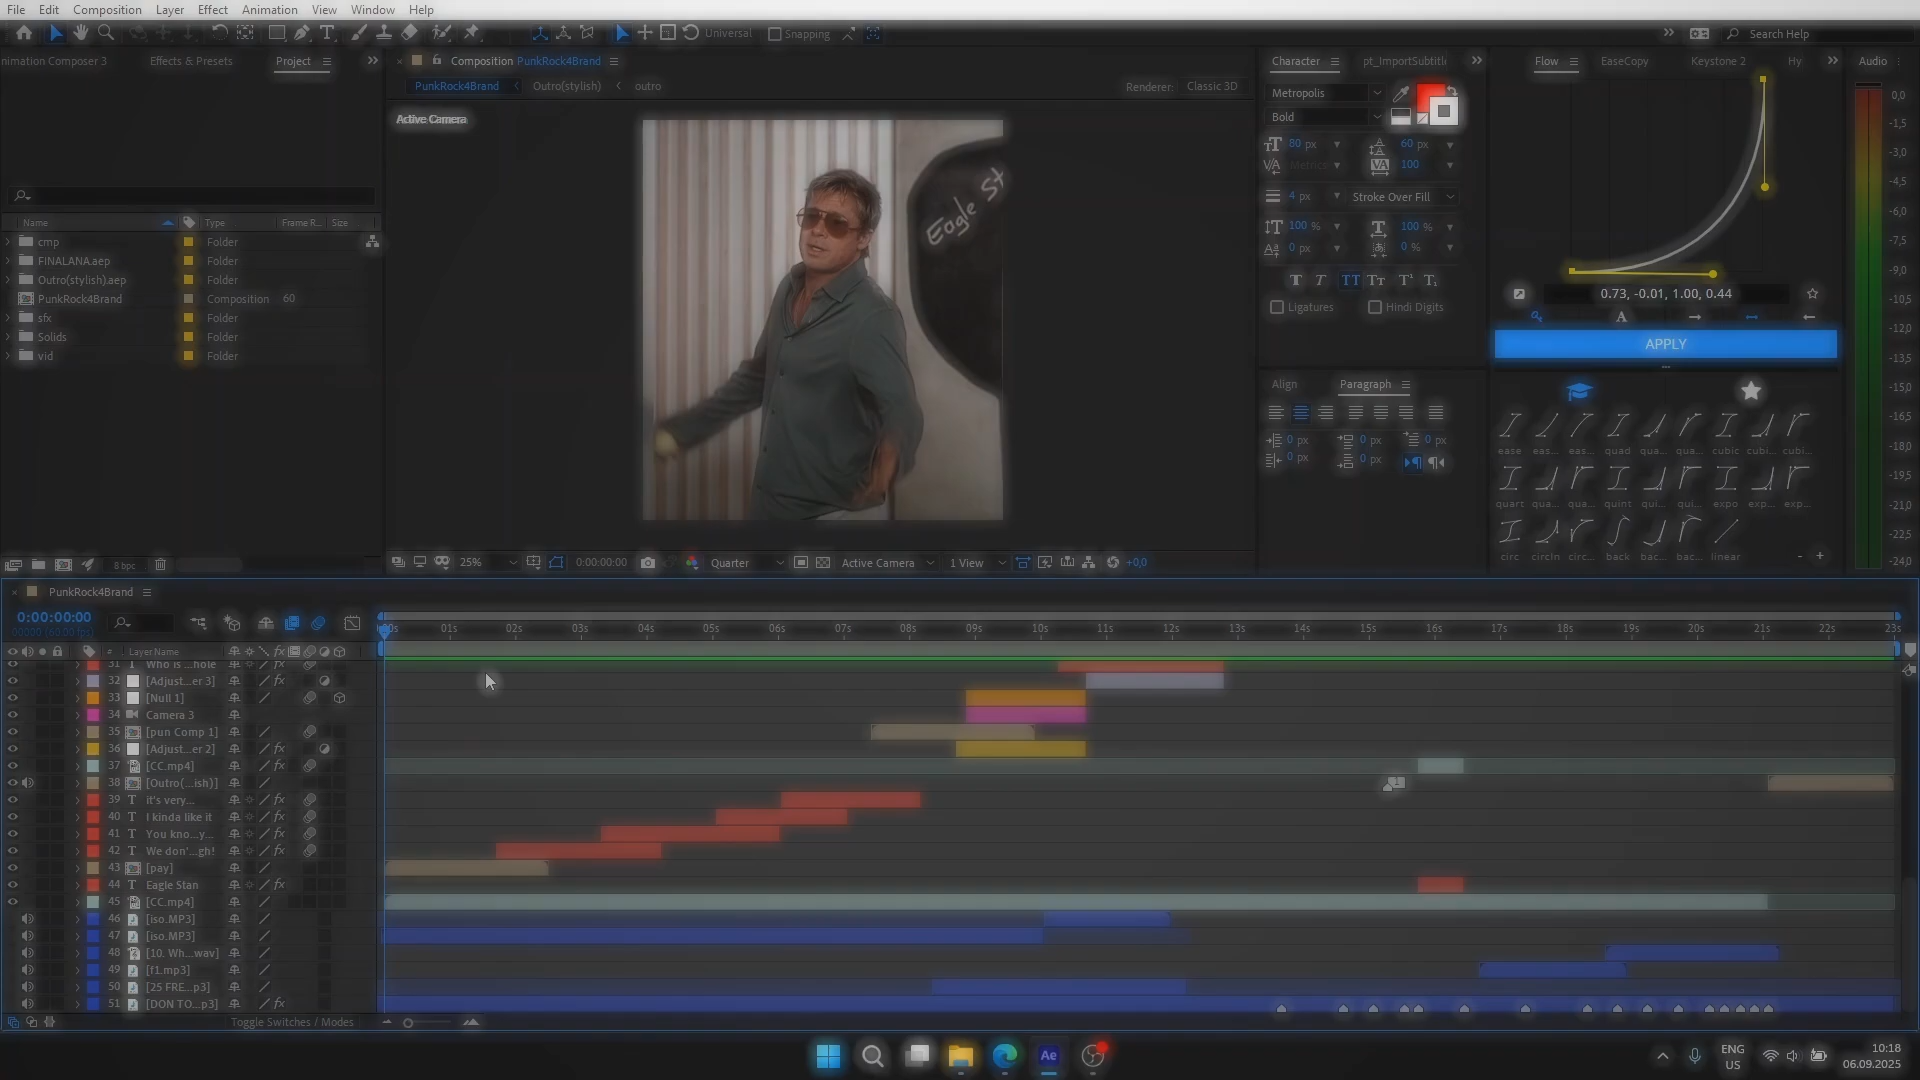 File Edit Composition Layer Effect Animation View Window Help
Universal Snapping Search Help
nimation Composer 3 Effects & Presets Project
Composition PunkRock4Brand
PunkRock4Brand Outro(stylish) outro
Renderer: Classic 3D
Active Camera
Eagle St
Name Type Frame R... Size
cmp Folder
FINALANA.aep Folder
Outro(stylish).aep Folder
PunkRock4Brand Composition 60
sfx Folder
Solids Folder
vid Folder
8 bpc
25% 0:00:00:00 Quarter Active Camera 1 View +0,0
Character pt_ImportSubtitl
Metropolis
Bold
80 px 60 px
Metrics 100
4 px Stroke Over Fill
100 % 100 %
0 px 0 %
Ligatures Hindi Digits
Align Paragraph
0 px 0 px 0 px
0 px 0 px
Flow EaseCopy Keystone 2 Hy
0.73, -0.01, 1.00, 0.44
APPLY
ease eas... eas... quad qua... qua... cubic cubi... cubi...
quart qua... qua... quint qui... qui... expo exp... exp...
circ circIn circ... back bac... bac... linear
Audio
0,0
-1,5
-3,0
-4,5
-6,0
-7,5
-9,0
-10,5
-12,0
-13,5
-15,0
-16,5
-18,0
-19,5
-21,0
-22,5
-24,0
PunkRock4Brand
0:00:00:00
00000 (60.00 fps)
00s 01s 02s 03s 04s 05s 06s 07s 08s 09s 10s 11s 12s 13s 14s 15s 16s 17s 18s 19s 20s 21s 22s 23s
# Layer Name
31 T Who is ...hole
32 [Adjust...er 3]
33 [Null 1]
34 Camera 3
35 [pun Comp 1]
36 [Adjust...er 2]
37 [CC.mp4]
38 [Outro(...ish)]
39 T it's very...
40 T I kinda like it
41 T You kno...y...
42 T We don'...gh!
43 [pay]
44 T Eagle Stan
45 [CC.mp4]
46 [iso.MP3]
47 [iso.MP3]
48 [10. Wh...wav]
49 [f1.mp3]
50 [25 FRE...p3]
51 [DON TO...p3]
Toggle Switches / Modes
Ae
ENG
US
10:18
06.09.2025